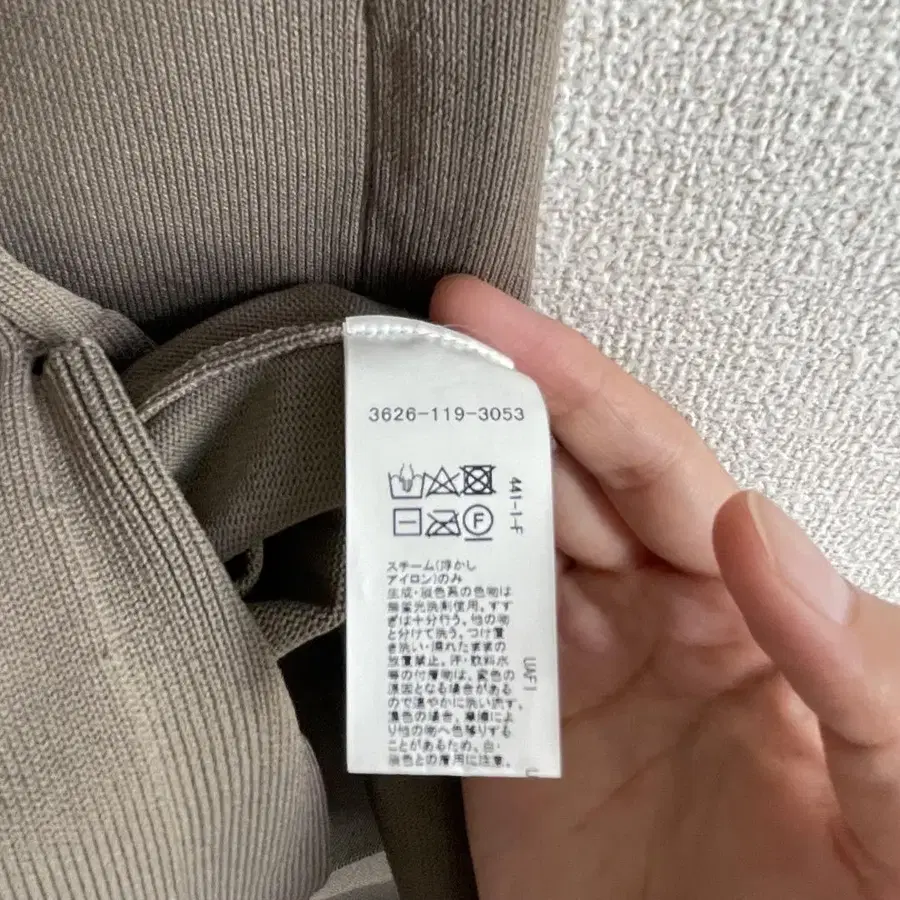 3626-119-3053
441-1-F
F
スチーム(浮かし
アイロン)のみ
生成・淡色系の色物は
無蛍光洗剤使用。すす
ぎは十分行う。他の物
と分けて洗う。つけ置
き洗い・濡れたままの
放置禁止。汗・飲料水
等の付着物は、変色の
原因となる場合がある
ので速やかに洗い流す。
濃色の場合、摩擦によ
り他の物へ色移りする
ことがあるため、白・
淡色との着用に注意。
UAF1